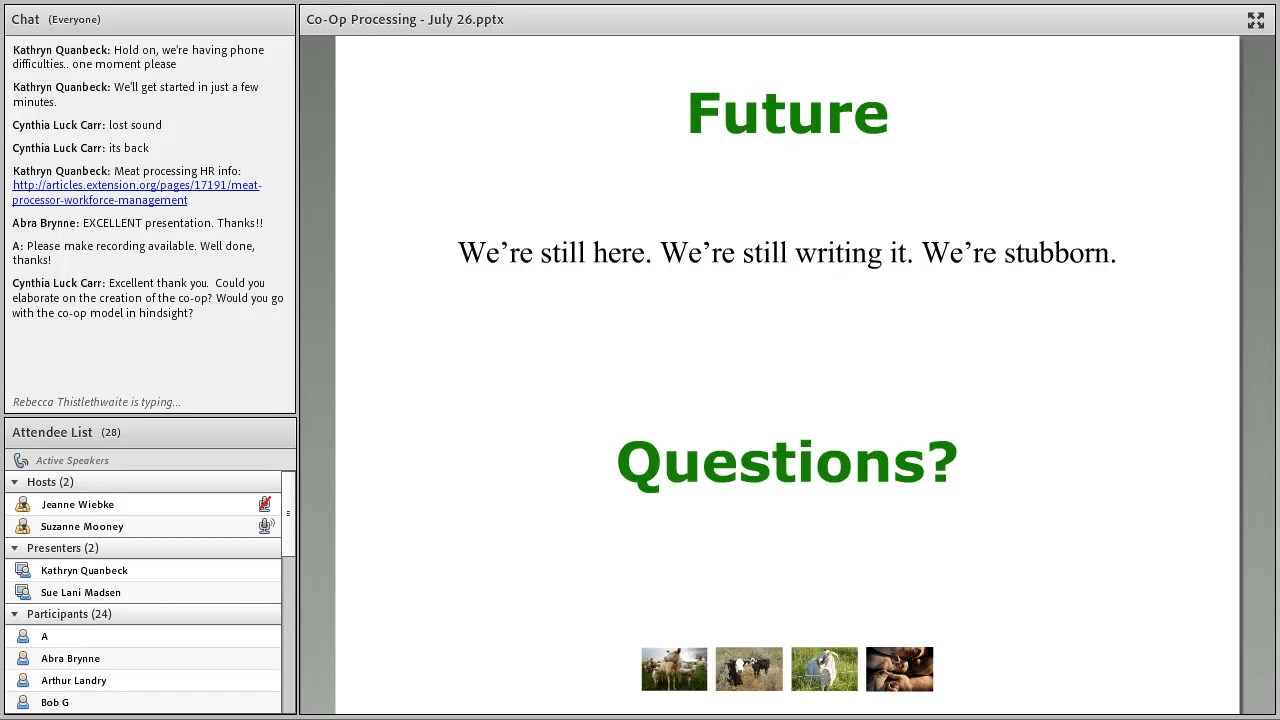 Chat (Everyone)
Kathryn Quanbeck: Hold on, we're having phone
difficulties.. one moment please
Kathryn Quanbeck: We'll get started in just a few
minutes.
Cynthia Luck Carr: lost sound
Cynthia Luck Carr: its back
Kathryn Quanbeck: Meat processing HR info:
http://articles.extension.org/pages/17191/meat-
processor-workforce-management
Abra Brynne: EXCELLENT presentation. Thanks!!
A: Please make recording available. Well done,
thanks!
Cynthia Luck Carr: Excellent thank you.  Could you
elaborate on the creation of the co-op? Would you go
with the co-op model in hindsight?
Rebecca Thistlethwaite is typing...
Attendee List (28)
Active Speakers
Hosts (2)
Jeanne Wiebke
Suzanne Mooney
Presenters (2)
Kathryn Quanbeck
Sue Lani Madsen
Participants (24)
A
Abra Brynne
Arthur Landry
Bob G
Co-Op Processing - July 26.pptx
Future
We’re still here. We’re still writing it. We’re stubborn.
Questions?